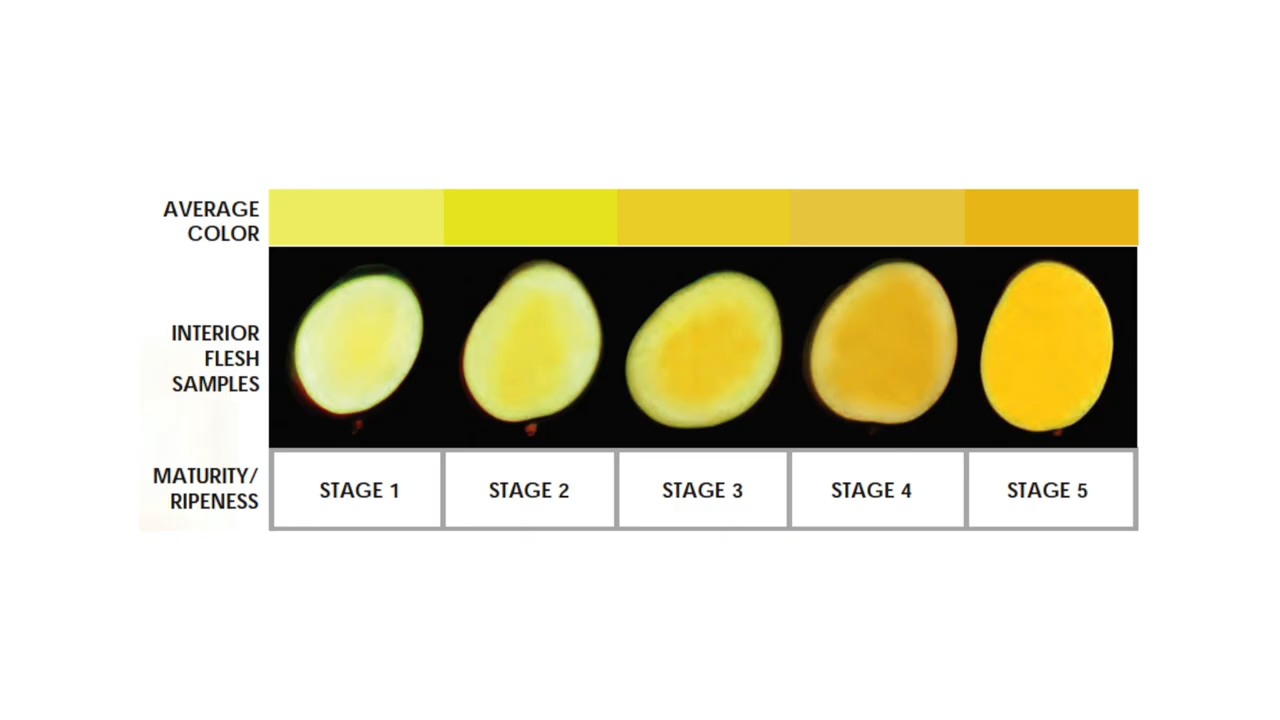 AVERAGE
COLOR
INTERIOR
FLESH
SAMPLES
MATURITY/
RIPENESS
STAGE 1
STAGE 2
STAGE 3
STAGE 4
STAGE 5